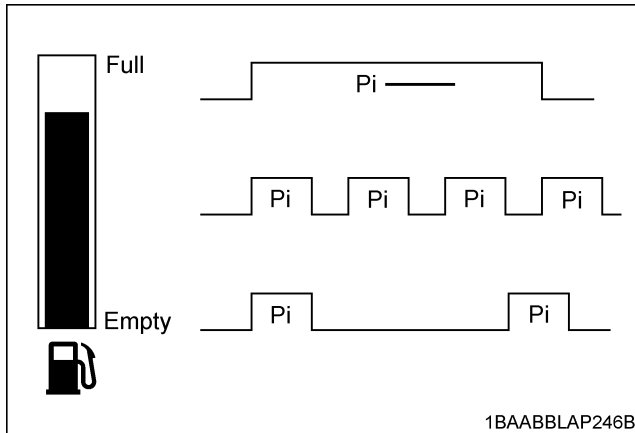 Full
Pi ——
Pi Pi Pi Pi
Empty
Pi Pi
1BAABBLAP246B